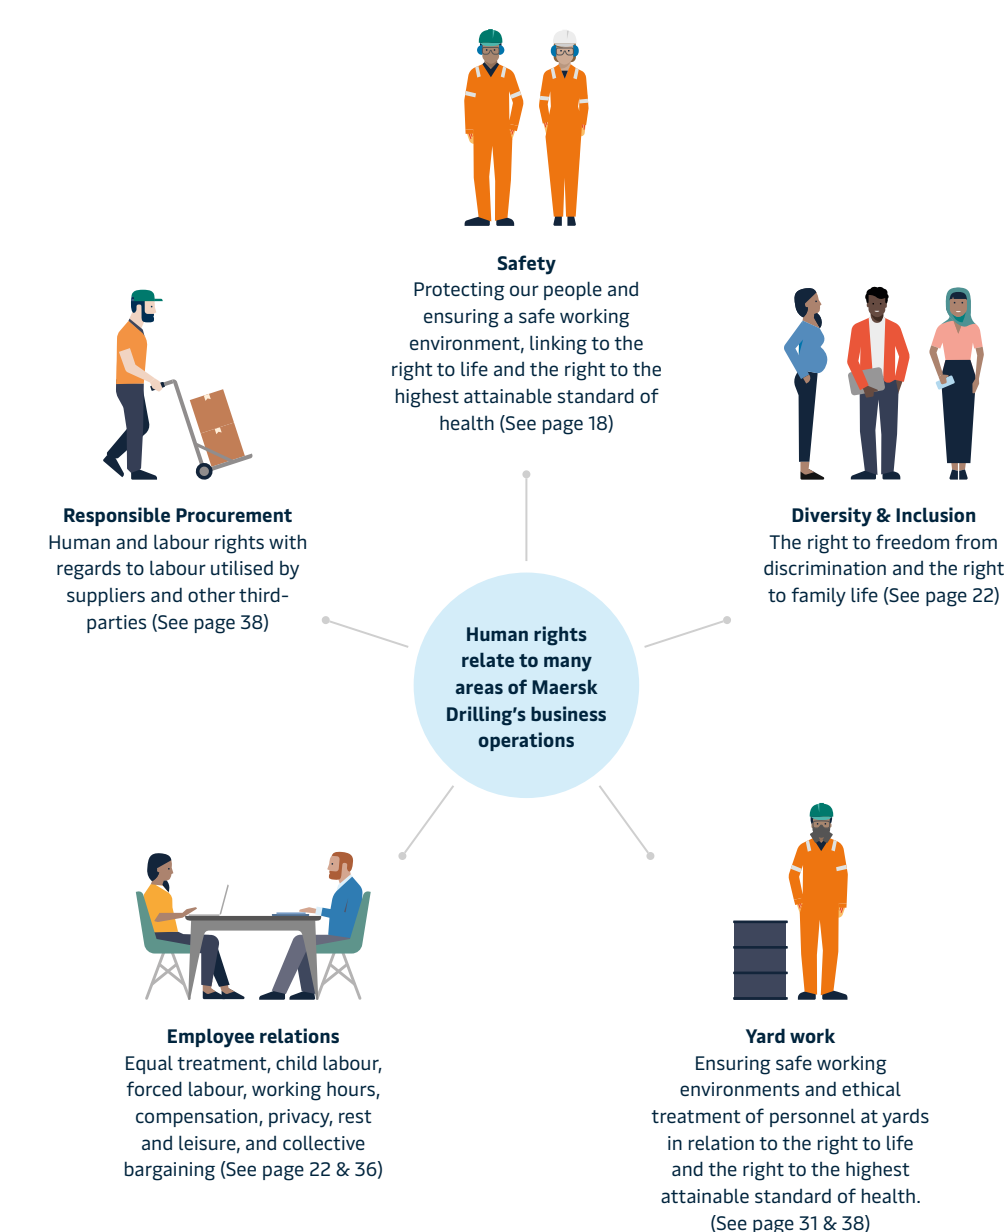 Safety
Protecting our people and
ensuring a safe working
environment, linking to the
right to life and the right to the
highest attainable standard of
health (See page 18)
Responsible Procurement
Human and labour rights with
regards to labour utilised by
suppliers and other third-
parties (See page 38)
Diversity & Inclusion
The right to freedom from
discrimination and the right
to family life (See page 22)
Human rights
relate to many
areas of Maersk
Drilling's business
operations
Employee relations
Equal treatment, child labour,
forced labour, working hours,
compensation, privacy, rest
and leisure, and collective
bargaining (See page 22 & 36)
Yard work
Ensuring safe working
environments and ethical
treatment of personnel at yards
in relation to the right to life
and the right to the highest
attainable standard of health.
(See page 31 & 38)